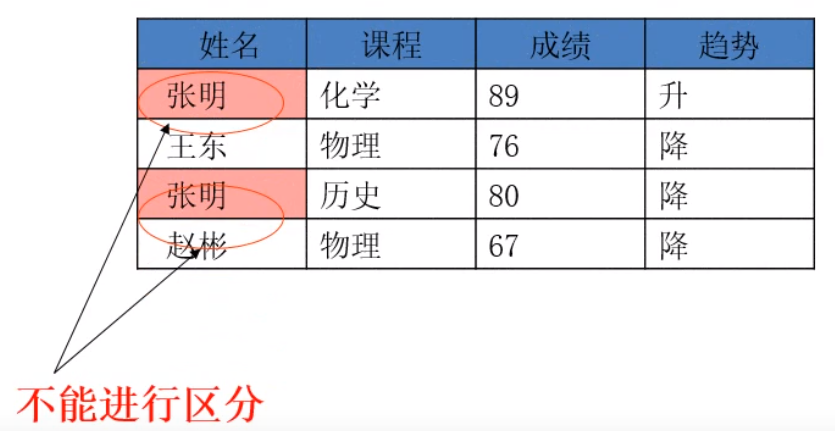 姓名 课程 成绩 趋势
张明 化学 89 升
王东 物理 76 降
张明 历史 80 降
赵彬 物理 67 降
不能进行区分